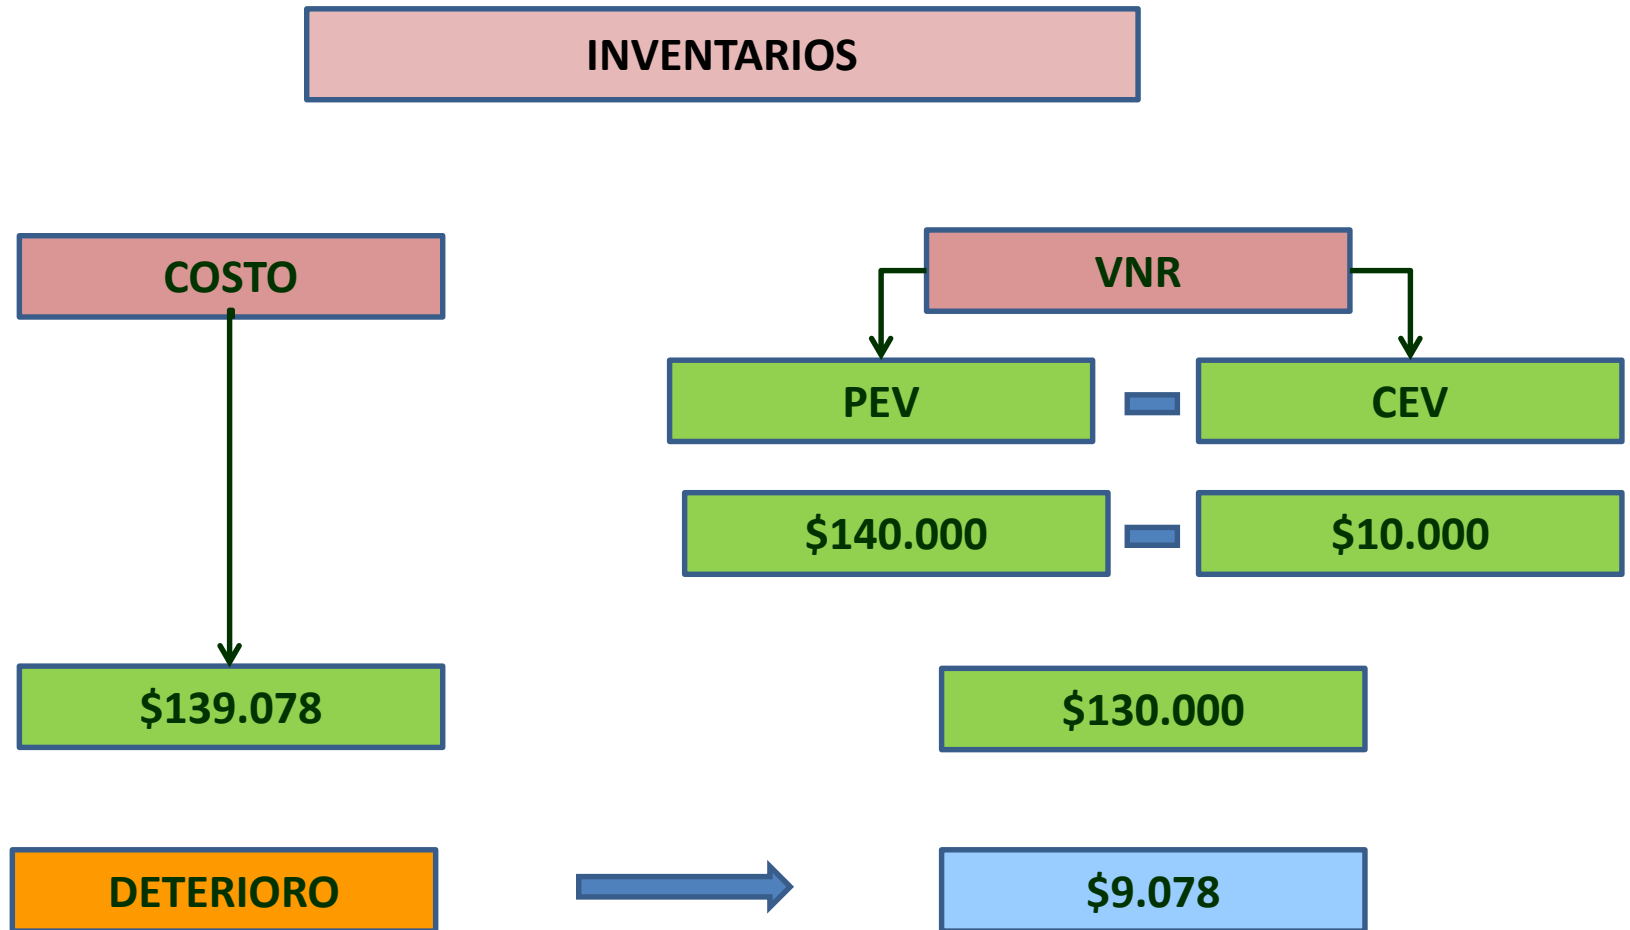 INVENTARIOS
COSTO
VNR
PEV
CEV
$140.000
$10.000
$139.078
$130.000
DETERIORO
$9.078